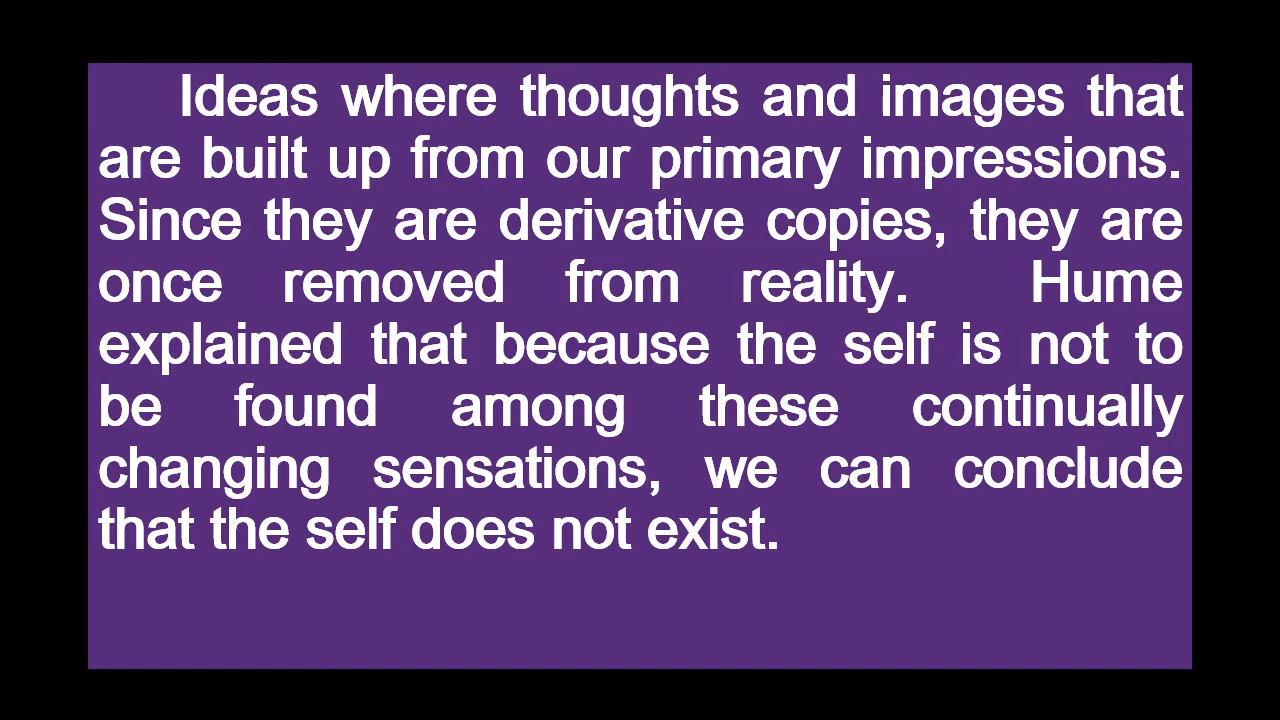 Ideas where thoughts and images that
are built up from our primary impressions.
Since they are derivative copies, they are
once removed from reality. Hume
explained that because the self is not to
be found among these continually
changing sensations, we can conclude
that the self does not exist.